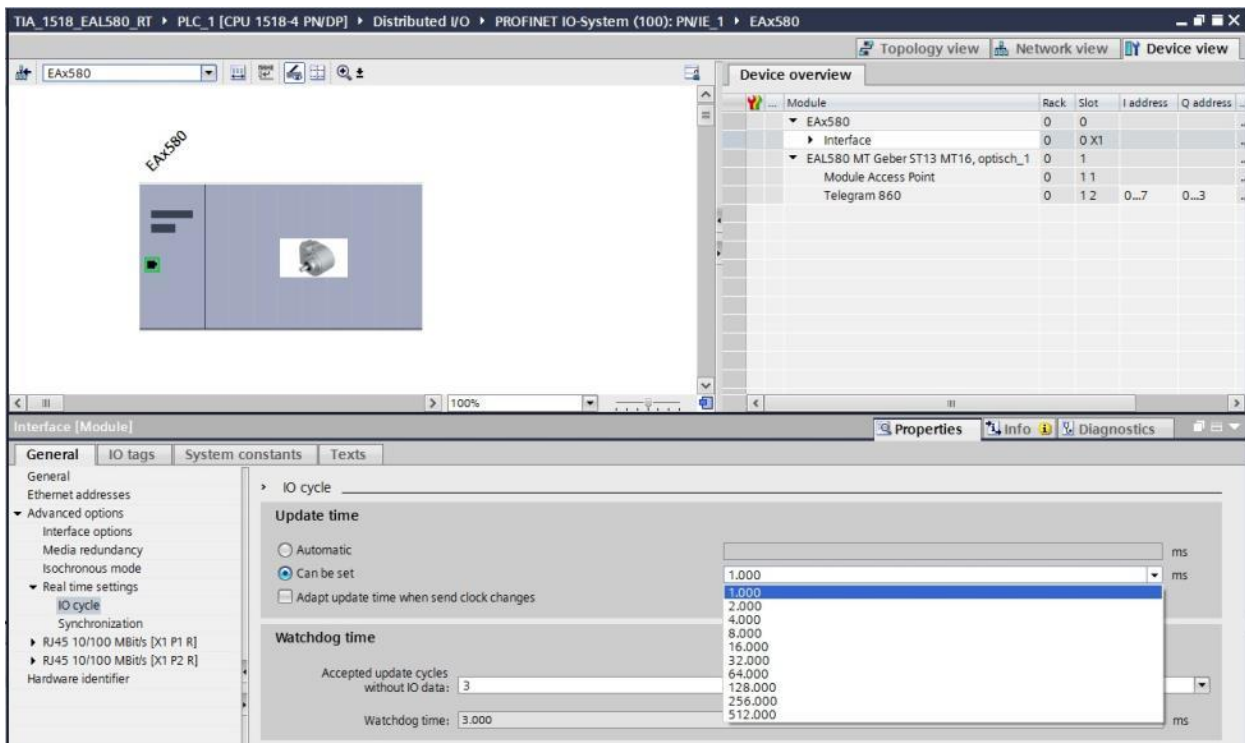 TIA_1518_EAL580_RT ▸ PLC_1 [CPU 1518-4 PN/DP] ▸ Distributed I/O ▸ PROFINET IO-System (100): PN/IE_1 ▸ EAx580
Topology view Network view Device view
EAx580
Device overview
... Module Rack Slot I address Q address ...
EAx580 0 0
Interface 0 0 X1
EAL580 MT Geber ST13 MT16, optisch_1 0 1
Module Access Point 0 1 1
Telegram 860 0 1 2 0...7 0...3
EAx580
100%
Interface [Module]
Properties Info Diagnostics
General IO tags System constants Texts
General
Ethernet addresses
Advanced options
Interface options
Media redundancy
Isochronous mode
Real time settings
IO cycle
Synchronization
RJ45 10/100 MBit/s [X1 P1 R]
RJ45 10/100 MBit/s [X1 P2 R]
Hardware identifier
IO cycle
Update time
Automatic ms
Can be set 1.000 ms
Adapt update time when send clock changes
1.000
2.000
4.000
8.000
16.000
32.000
64.000
128.000
256.000
512.000
Watchdog time
Accepted update cycles
without IO data: 3
Watchdog time: 3.000 ms